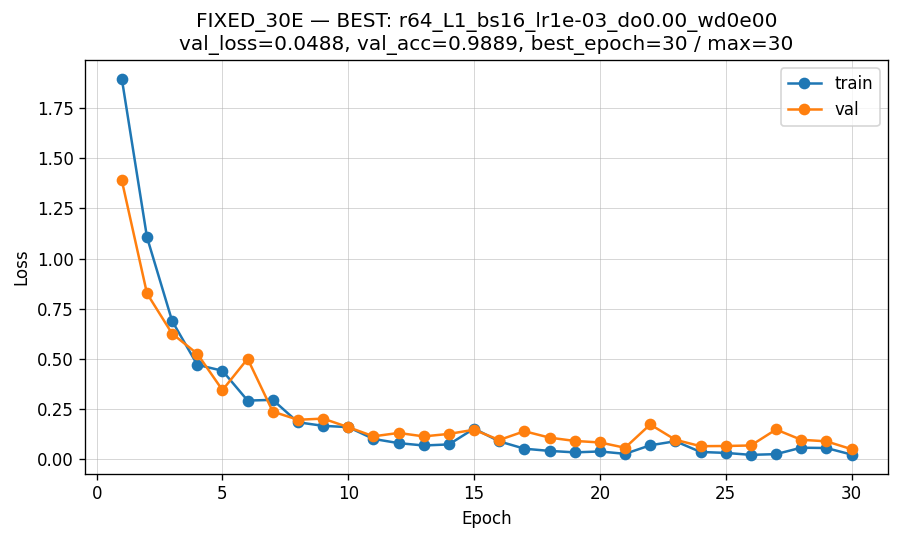 FIXED_30E — BEST: r64_L1_bs16_lr1e-03_do0.00_wd0e00
val_loss=0.0488, val_acc=0.9889, best_epoch=30 / max=30
train
val
Loss
1.75
1.50
1.25
1.00
0.75
0.50
0.25
0.00
0 5 10 15 20 25 30
Epoch